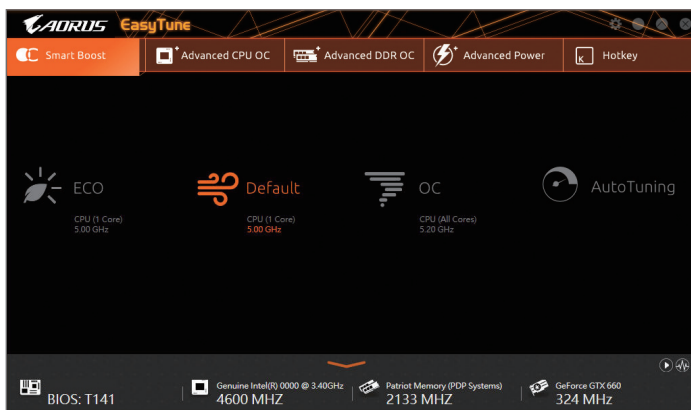 AORUS EasyTune
Smart Boost
Advanced CPU OC
Advanced DDR OC
Advanced Power
K Hotkey
ECO
CPU (1 Core)
5.00 GHz
Default
CPU (1 Core)
5.00 GHz
OC
CPU (All Cores)
5.20 GHz
AutoTuning
BIOS: T141
Genuine Intel(R) 0000 @ 3.40GHz
4600 MHZ
Patriot Memory (PDP Systems)
2133 MHZ
GeForce GTX 660
324 MHz